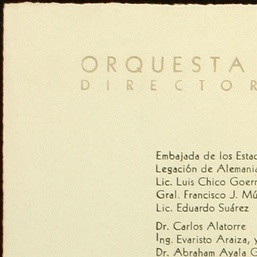 ORQUESTA
DIRECTOR
Embajada de los Estad
Legación de Alemania
Lic. Luis Chico Goerr
Gral. Francisco J. Mú
Lic. Eduardo Suárez
Dr. Carlos Alatorre
Ing. Evaristo Araiza, y
Dr. Abraham Ayala G